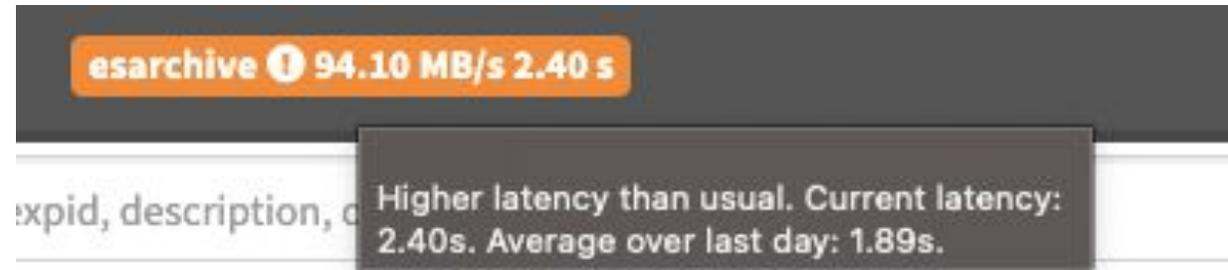 esarchive ! 94.10 MB/s 2.40 s
Higher latency than usual. Current latency:
2.40s. Average over last day: 1.89s.
expid, description,